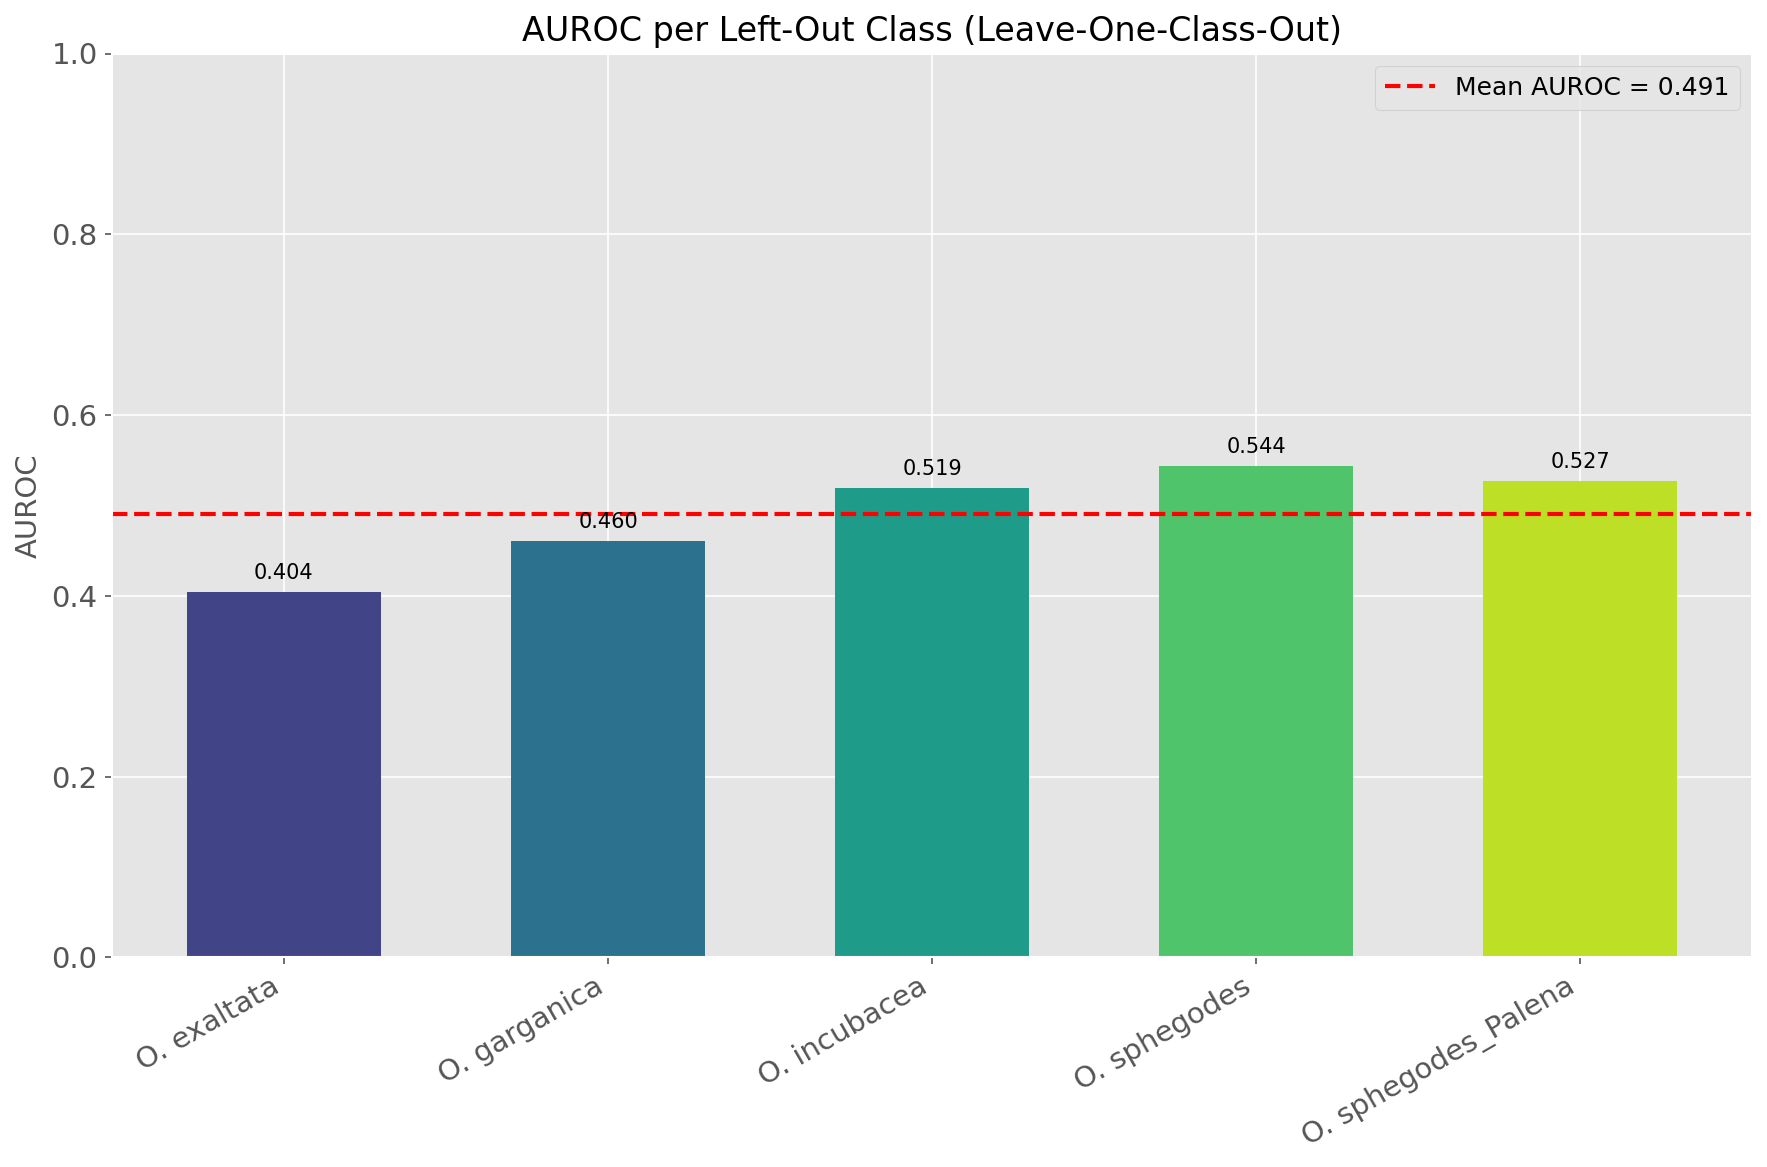 AUROC per Left-Out Class (Leave-One-Class-Out)
Mean AUROC = 0.491
1.0
0.8
0.6
0.4
0.2
0.0
AUROC
0.404
0.460
0.519
0.544
0.527
O. exaltata
O. garganica
O. incubacea
O. sphegodes
O. sphegodes_Palena